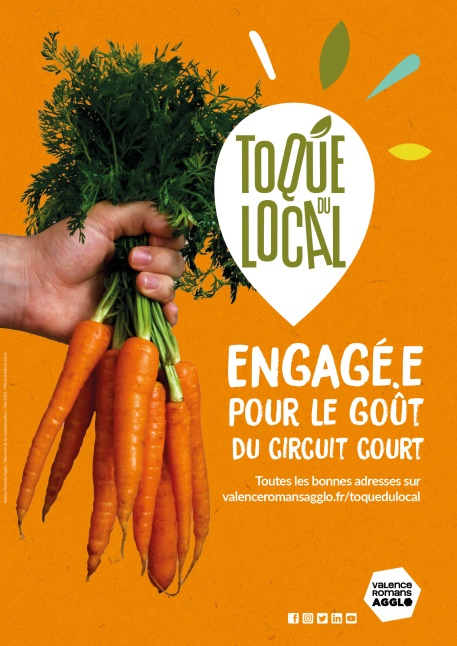 TOQUÉ
DU
LOCAL
ENGAGÉ.E
POUR LE GOÛT
DU CIRCUIT COURT
Toutes les bonnes adresses sur
valenceromansagglo.fr/toquedulocal
valence
Romans
AGGLO